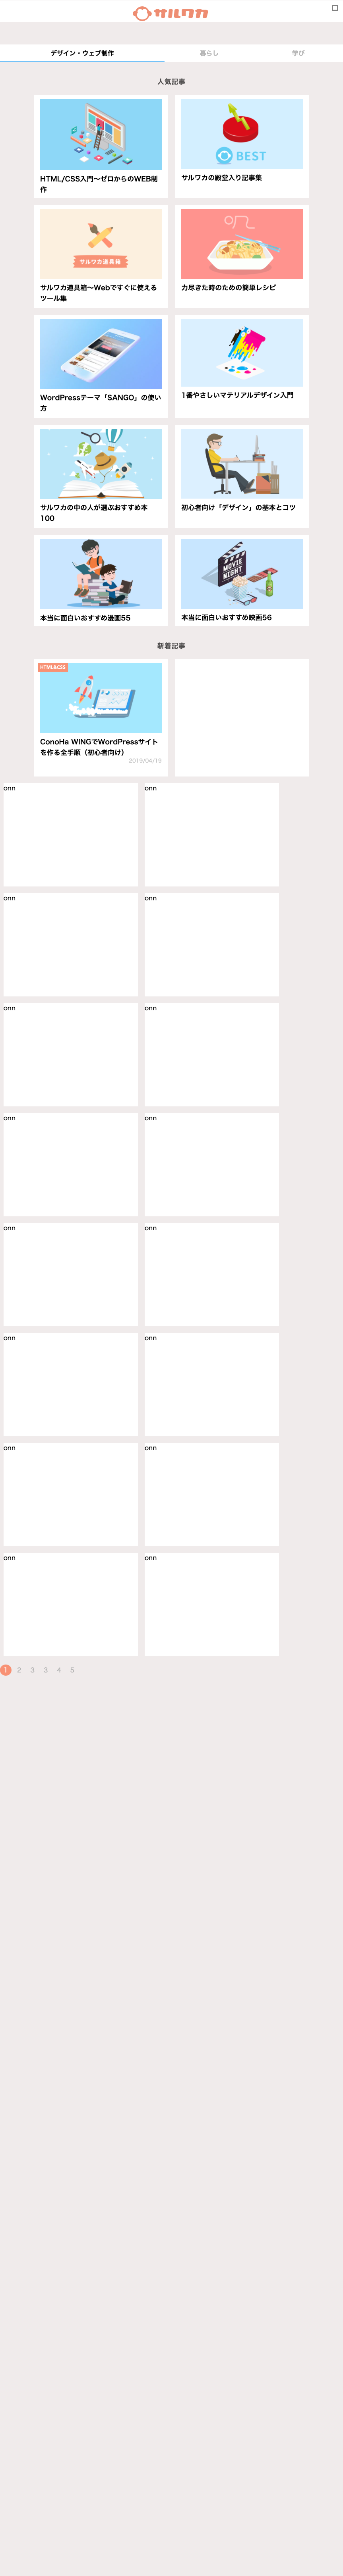 サルワカ
デザイン・ウェブ制作 暮らし 学び
人気記事
BEST
HTML/CSS入門〜ゼロからのWEB制
作
サルワカの殿堂入り記事集
サルワカ道具箱
サルワカ道具箱〜Webですぐに使える
ツール集
力尽きた時のための簡単レシピ
WordPressテーマ「SANGO」の使い
方
1番やさしいマテリアルデザイン入門
サルワカの中の人が選ぶおすすめ本
100
初心者向け「デザイン」の基本とコツ
MOVIE
NIGHT
本当に面白いおすすめ漫画55
本当に面白いおすすめ映画56
新着記事
HTML&CSS
ConoHa WINGでWordPressサイト
を作る全手順（初心者向け）
2019/04/19
onn onn
onn onn
onn onn
onn onn
onn onn
onn onn
onn onn
onn onn
1 2 3 3 4 5